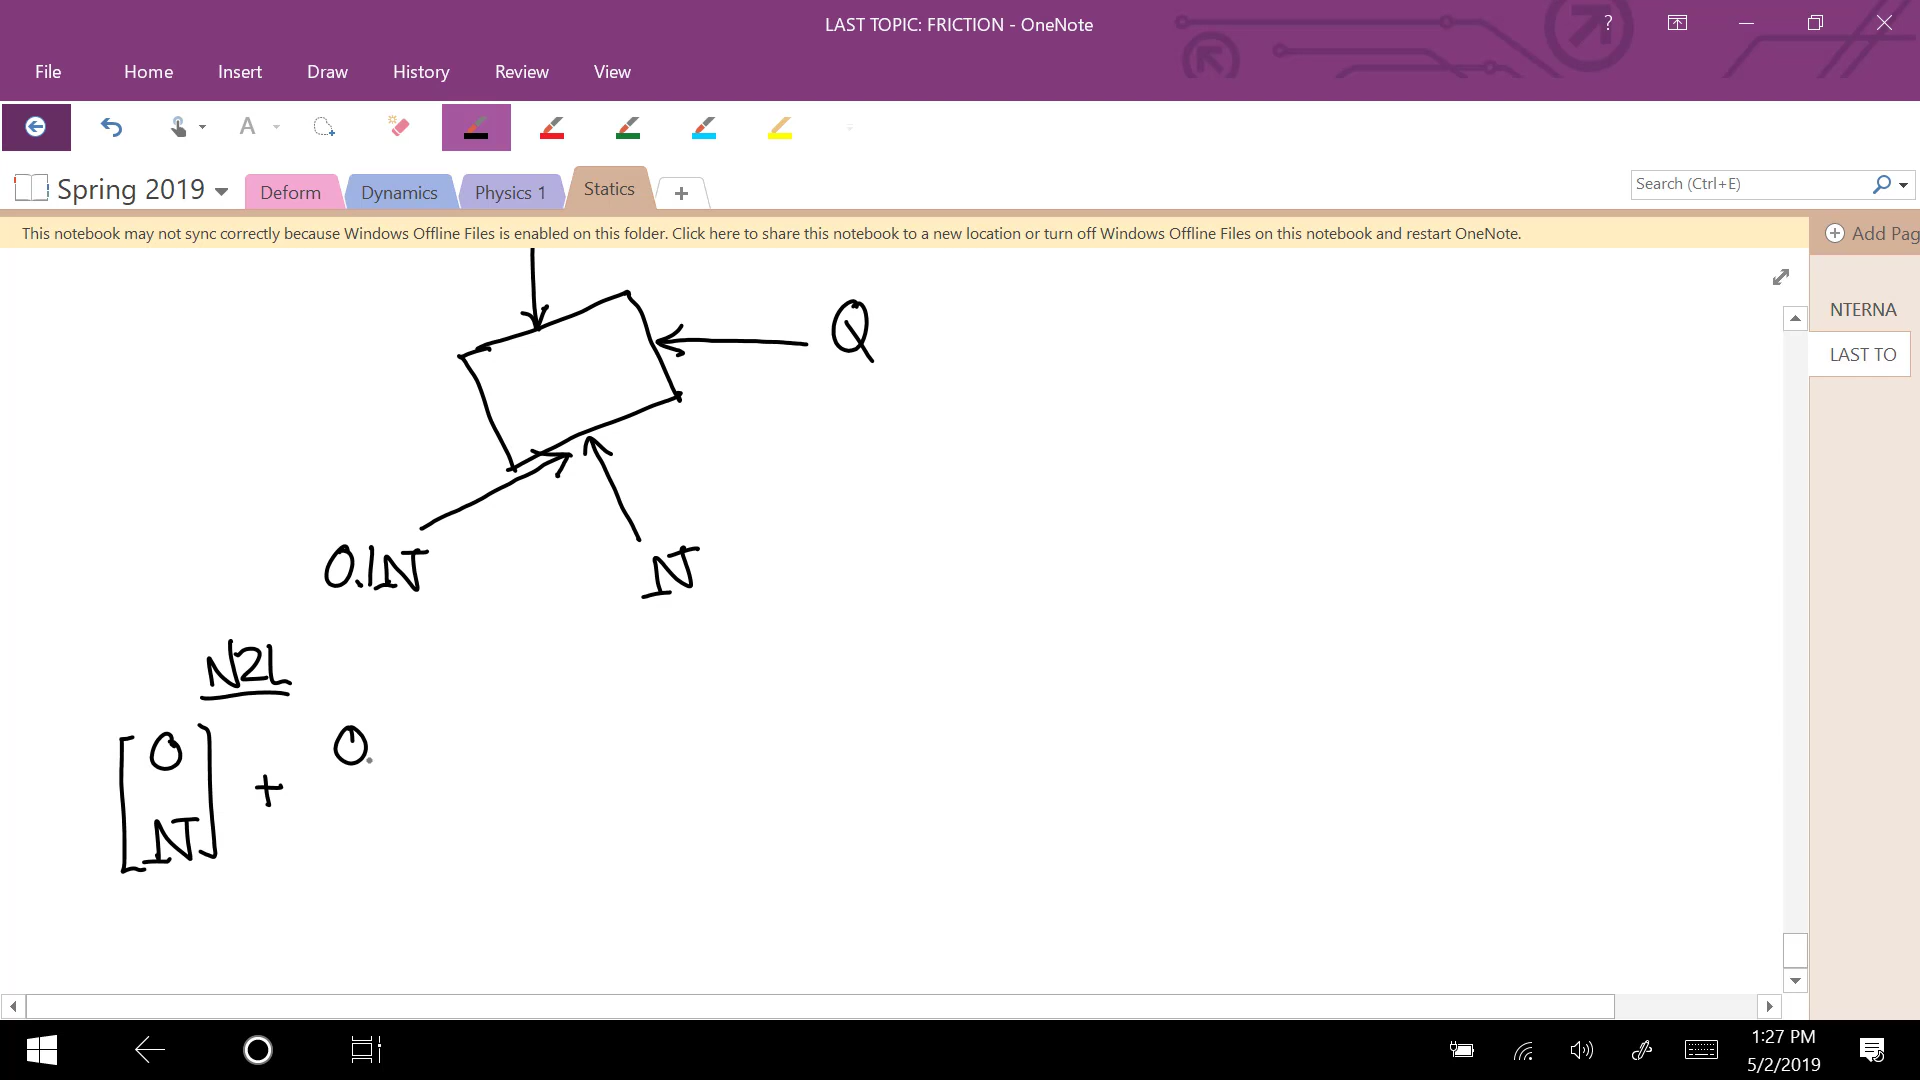 LAST TOPIC: FRICTION - OneNote
?
File Home Insert Draw History Review View
A
Spring 2019 Deform Dynamics Physics 1 Statics +
Search (Ctrl+E)
This notebook may not sync correctly because Windows Offline Files is enabled on this folder. Click here to share this notebook to a new location or turn off Windows Offline Files on this notebook and restart OneNote.
Add Pag
NTERNA
LAST TO
Q
0.1N
N
N2L
[0
N] + 0.
1:27 PM
5/2/2019